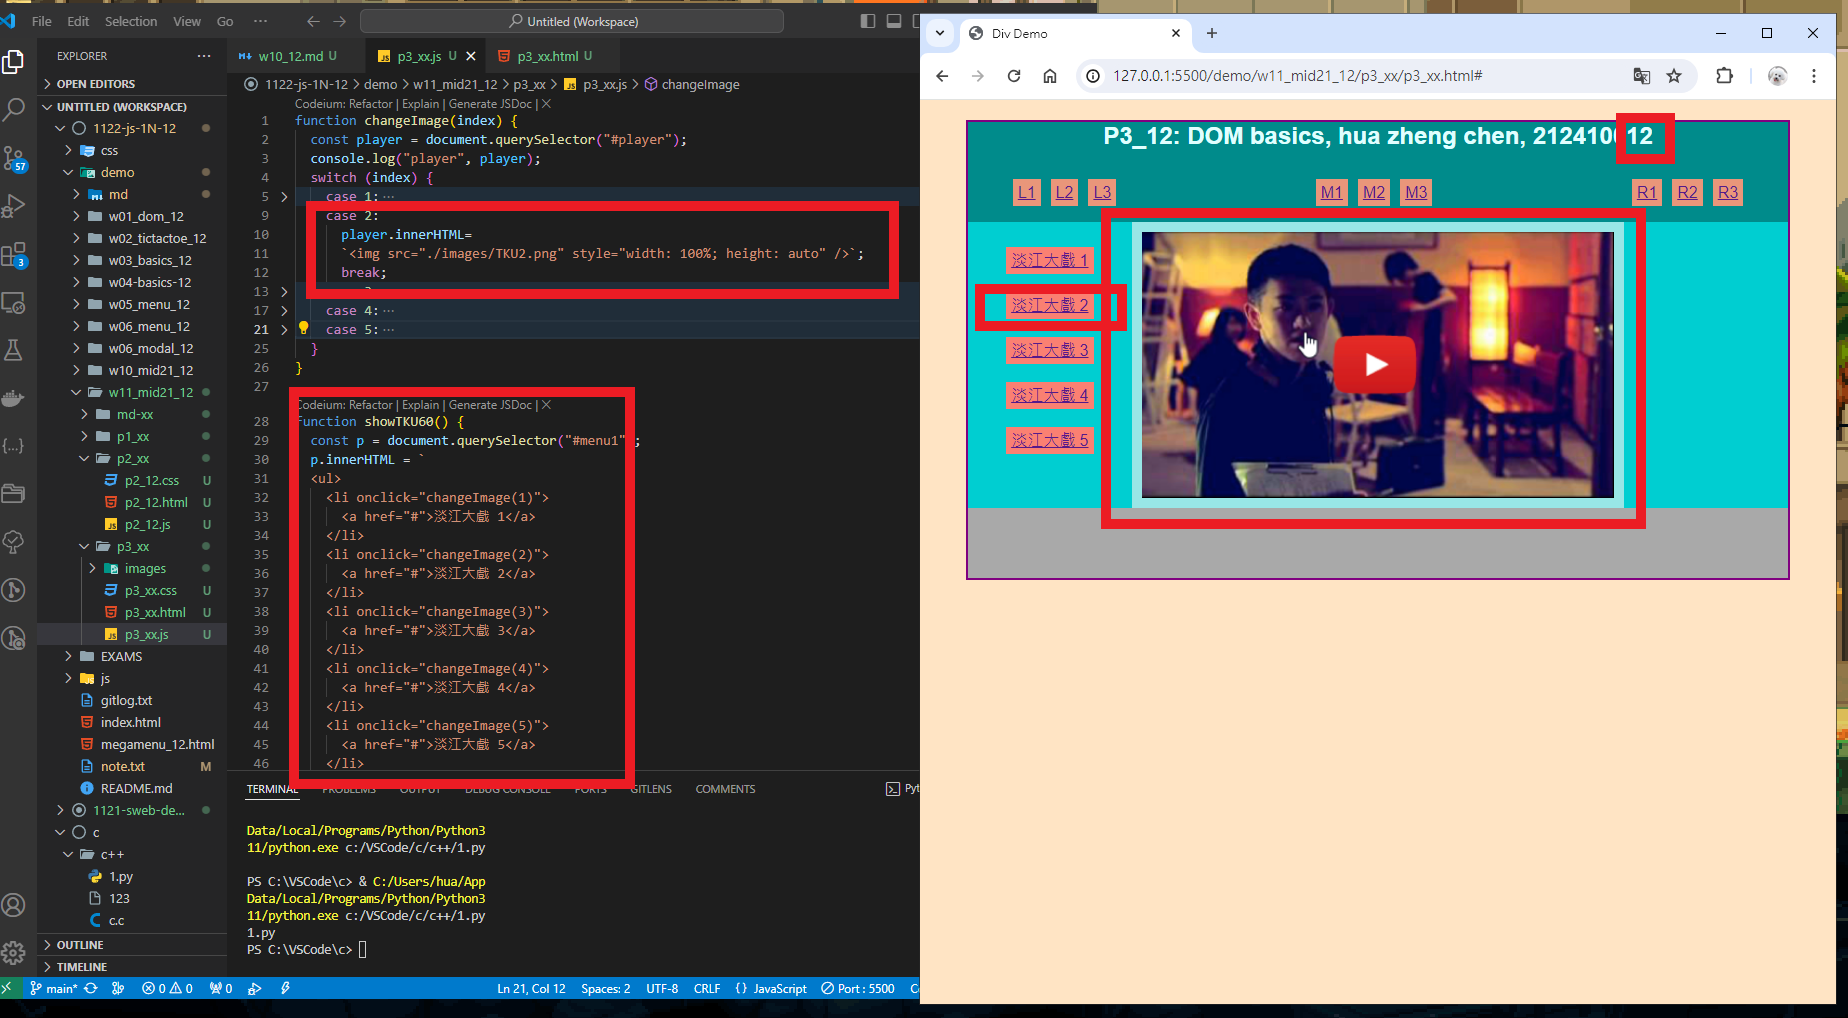 File Edit Selection View Go ··· Untitled (Workspace)
EXPLORER ···
OPEN EDITORS
UNTITLED (WORKSPACE)
1122-js-1N-12
css
demo
md
w01_dom_12
w02_tictactoe_12
w03_basics_12
w04-basics-12
w05_menu_12
w06_menu_12
w06_modal_12
w10_mid21_12
w11_mid21_12
md-xx
p1_xx
p2_xx
p2_12.css U
p2_12.html U
p2_12.js U
p3_xx
images
p3_xx.css U
p3_xx.html U
p3_xx.js U
EXAMS
js
gitlog.txt
index.html
megamenu_12.html
note.txt M
README.md
1121-sweb-de...
c
c++
1.py
123
c.c
OUTLINE
TIMELINE
57
3
w10_12.md U p3_xx.js U p3_xx.html U
1122-js-1N-12 > demo > w11_mid21_12 > p3_xx > p3_xx.js > changeImage
Codeium: Refactor | Explain | Generate JSDoc | X
1 function changeImage(index) {
2 const player = document.querySelector("#player");
3 console.log("player", player);
4 switch (index) {
5 case 1: ···
9 case 2:
10 player.innerHTML=
11 `<img src="./images/TKU2.png" style="width: 100%; height: auto" />`;
12 break;
13
17 case 4: ···
21 case 5: ···
25 }
26 }
27
Codeium: Refactor | Explain | Generate JSDoc | X
28 function showTKU60() {
29 const p = document.querySelector("#menu1" ;
30 p.innerHTML = `
31 <ul>
32 <li onclick="changeImage(1)">
33 <a href="#">淡江大戲 1</a>
34 </li>
35 <li onclick="changeImage(2)">
36 <a href="#">淡江大戲 2</a>
37 </li>
38 <li onclick="changeImage(3)">
39 <a href="#">淡江大戲 3</a>
40 </li>
41 <li onclick="changeImage(4)">
42 <a href="#">淡江大戲 4</a>
43 </li>
44 <li onclick="changeImage(5)">
45 <a href="#">淡江大戲 5</a>
46 </li>
TERMINAL PROBLEMS OUTPUT DEBUG CONSOLE PORTS GITLENS COMMENTS
Data/Local/Programs/Python/Python3
11/python.exe c:/VSCode/c/c++/1.py
PS C:\VSCode\c> & C:/Users/hua/App
Data/Local/Programs/Python/Python3
11/python.exe c:/VSCode/c/c++/1.py
1.py
PS C:\VSCode\c>
main* 0 0 0 Ln 21, Col 12 Spaces: 2 UTF-8 CRLF {} JavaScript Port : 5500
Div Demo
127.0.0.1:5500/demo/w11_mid21_12/p3_xx/p3_xx.html#
P3_12: DOM basics, hua zheng chen, 212410012
L1 L2 L3 M1 M2 M3 R1 R2 R3
淡江大戲 1
淡江大戲 2
淡江大戲 3
淡江大戲 4
淡江大戲 5